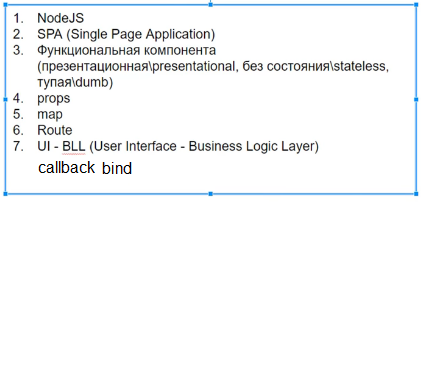 1. NodeJS
2. SPA (Single Page Application)
3. Функциональная компонента
(презентационная\presentational, без состояния\stateless,
тупая\dumb)
4. props
5. map
6. Route
7. UI - BLL (User Interface - Business Logic Layer)
callback bind